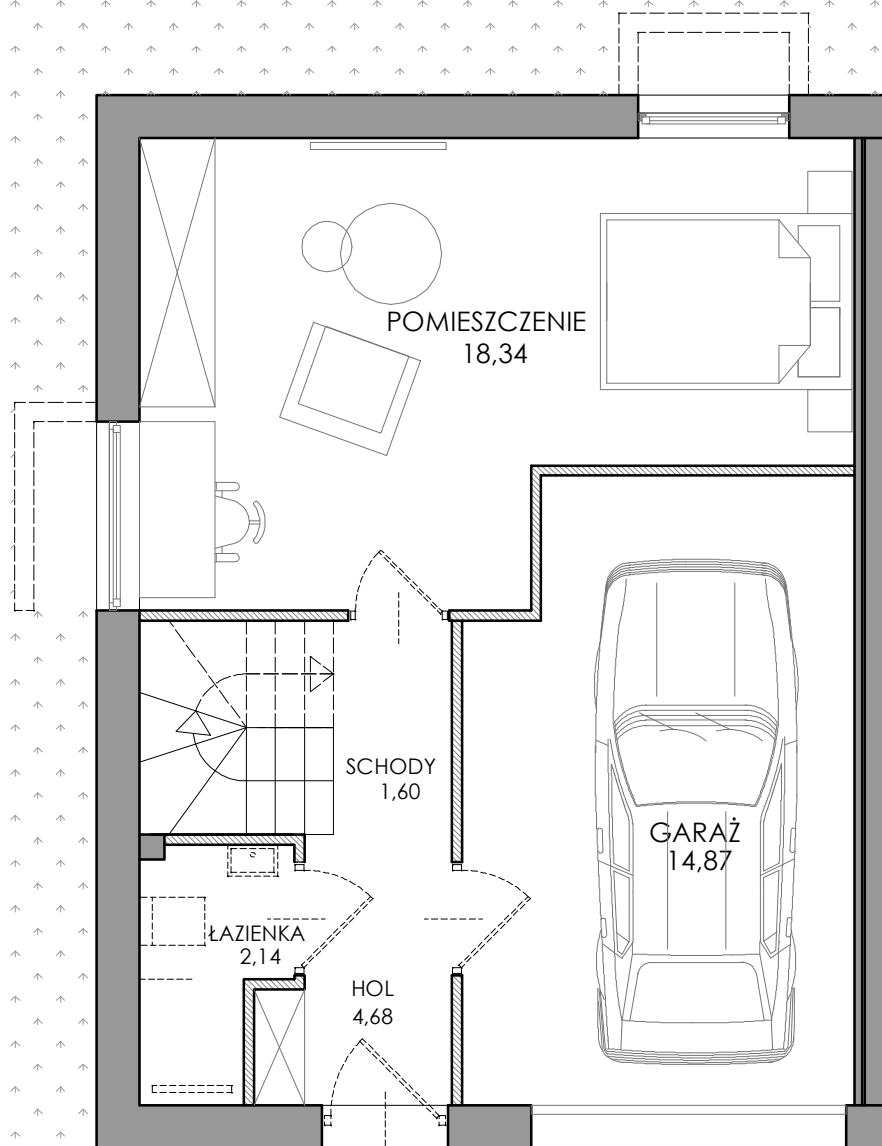 POMIESZCZENIE
18,34
SCHODY
1,60
GARAŻ
14,87
ŁAZIENKA
2,14
HOL
4,68